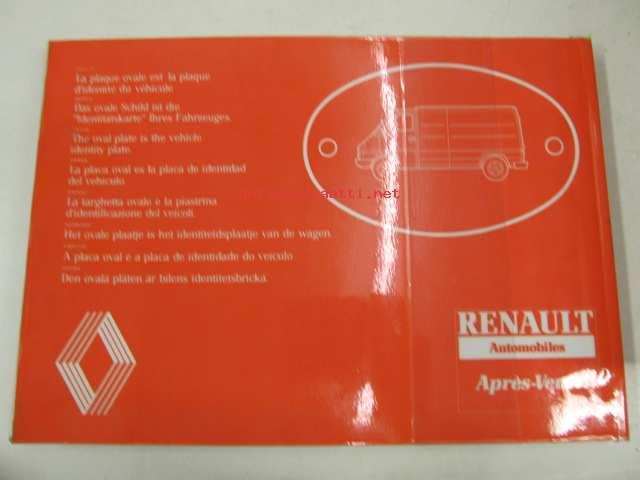 La plaque ovale est la plaque
d'identité du véhicule
Das ovale Schild ist die
"Identitätskarte" Ihres Fahrzeuges.
The oval plate is the vehicle
identity plate.
La placa oval es la placa de identidad
del vehiculo
La targhetta ovale è la piastrina
d'identificazione del veicoli.
Het ovale plaatje is het identiteidsplaatje van de wagen.
A placa oval é a placa de identidade do veiculo
Den ovala plåten är bilens identitetsbricka.
RENAULT
Automobiles
Après-Ven